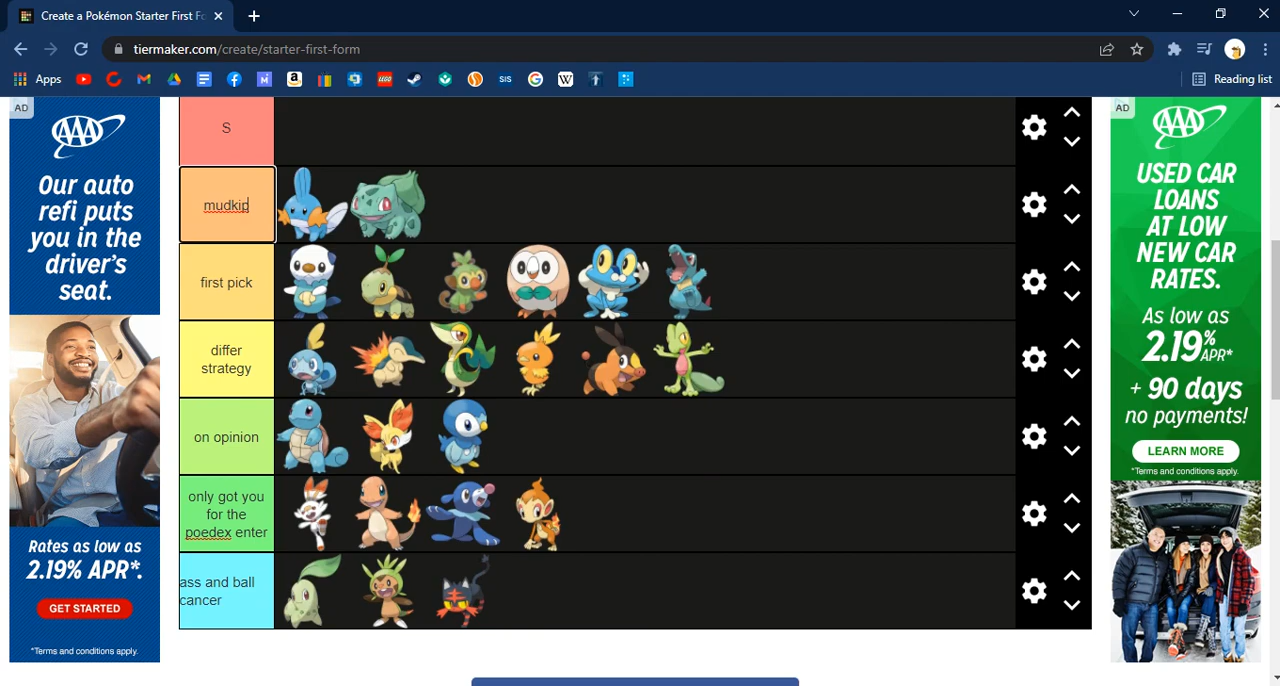 Create a Pokémon Starter First Fo
tiermaker.com/create/starter-first-form
Apps
SIS
Reading list
AD
AAA
Our auto
refi puts
you in the
driver's
seat.
Rates as low as
2.19% APR*.
GET STARTED
*Terms and conditions apply.
S
mudkip
first pick
differ
strategy
on opinion
only got you
for the
poedex enter
ass and ball
cancer
AD
AAA
USED CAR
LOANS
AT LOW
NEW CAR
RATES.
As low as
2.19% APR*
+ 90 days
no payments!
LEARN MORE
*Terms and conditions apply.